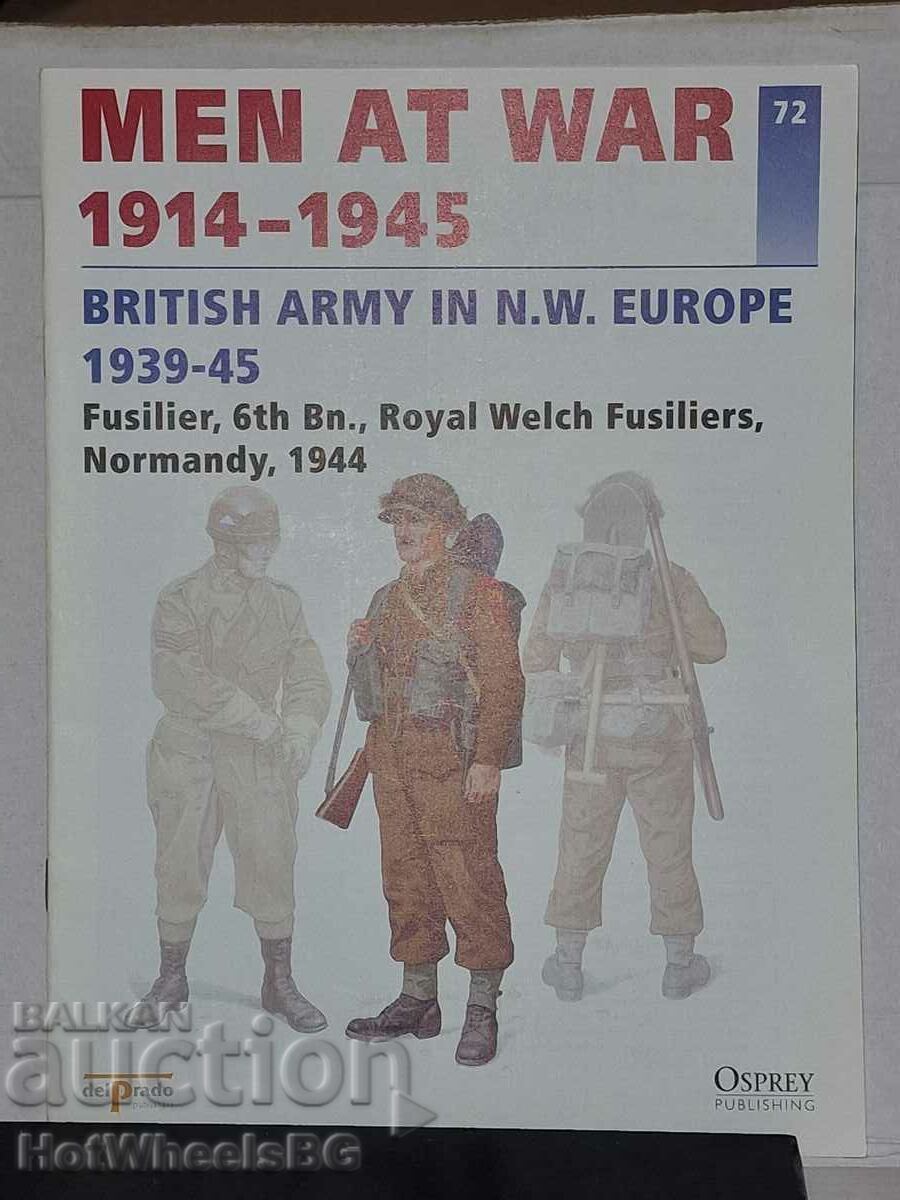 MEN AT WAR
72
1914-1945
BRITISH ARMY IN N.W. EUROPE
1939-45
Fusilier, 6th Bn., Royal Welch Fusiliers,
Normandy, 1944
BALKAN
auction
delPrado
publishers
OSPREY
PUBLISHING
HotWheelsBG